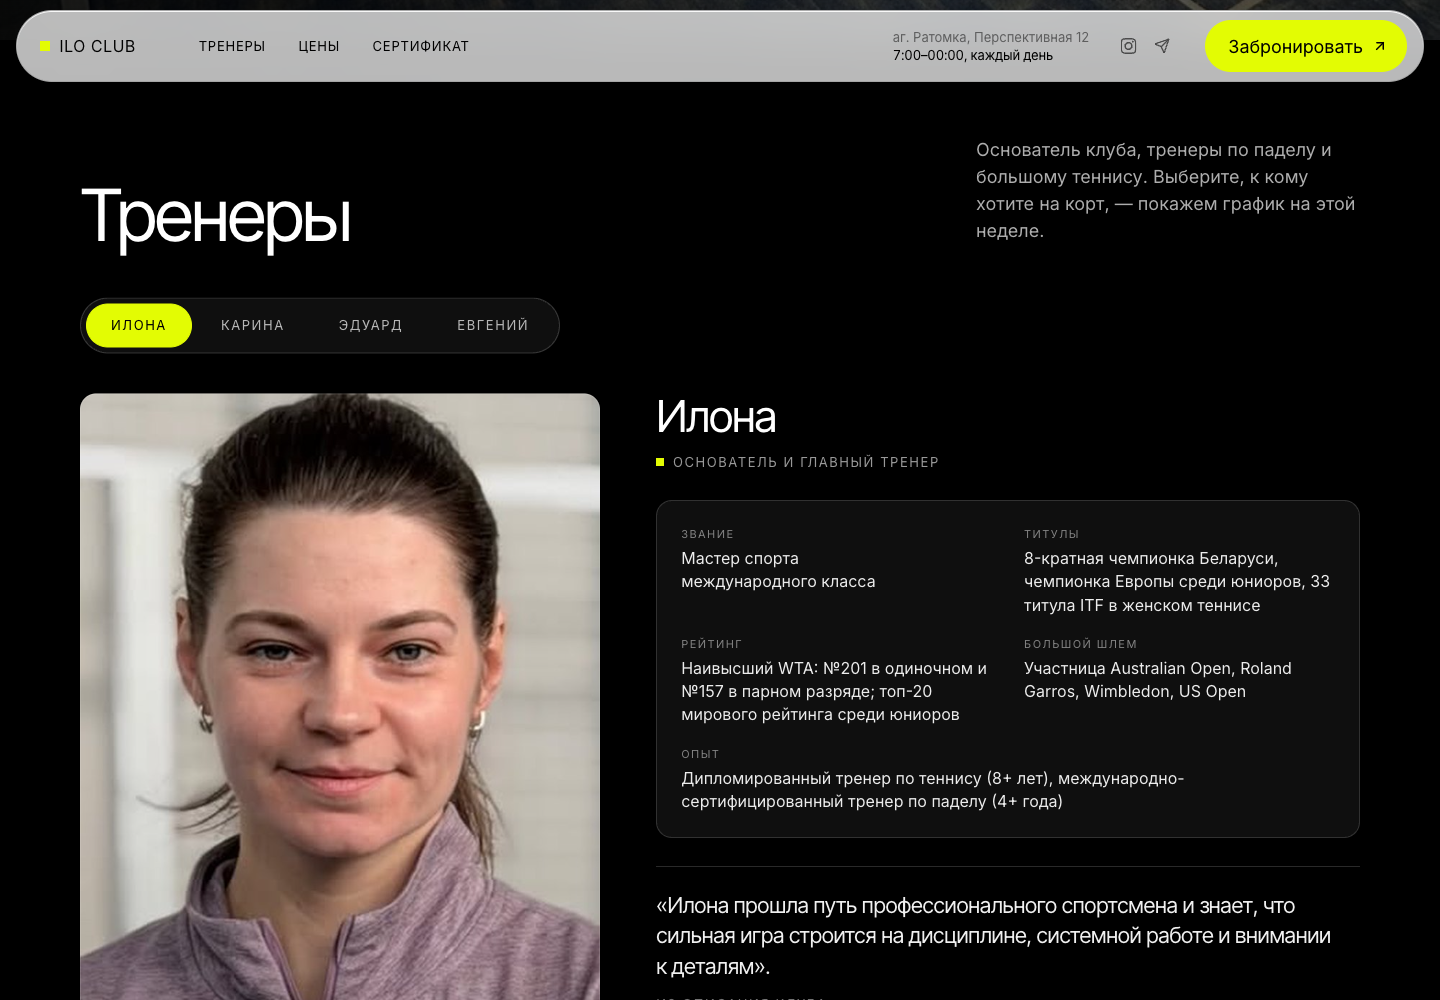 ILO CLUB
ТРЕНЕРЫ
ЦЕНЫ
СЕРТИФИКАТ
аг. Ратомка, Перспективная 12
7:00–00:00, каждый день
Забронировать
Тренеры
Основатель клуба, тренеры по паделу и
большому теннису. Выберите, к кому
хотите на корт, — покажем график на этой
неделе.
ИЛОНА
КАРИНА
ЭДУАРД
ЕВГЕНИЙ
Илона
ОСНОВАТЕЛЬ И ГЛАВНЫЙ ТРЕНЕР
ЗВАНИЕ
Мастер спорта
международного класса
ТИТУЛЫ
8-кратная чемпионка Беларуси,
чемпионка Европы среди юниоров, 33
титула ITF в женском теннисе
РЕЙТИНГ
Наивысший WTA: №201 в одиночном и
№157 в парном разряде; топ-20
мирового рейтинга среди юниоров
БОЛЬШОЙ ШЛЕМ
Участница Australian Open, Roland
Garros, Wimbledon, US Open
ОПЫТ
Дипломированный тренер по теннису (8+ лет), международно-
сертифицированный тренер по паделу (4+ года)
«Илона прошла путь профессионального спортсмена и знает, что
сильная игра строится на дисциплине, системной работе и внимании
к деталям».